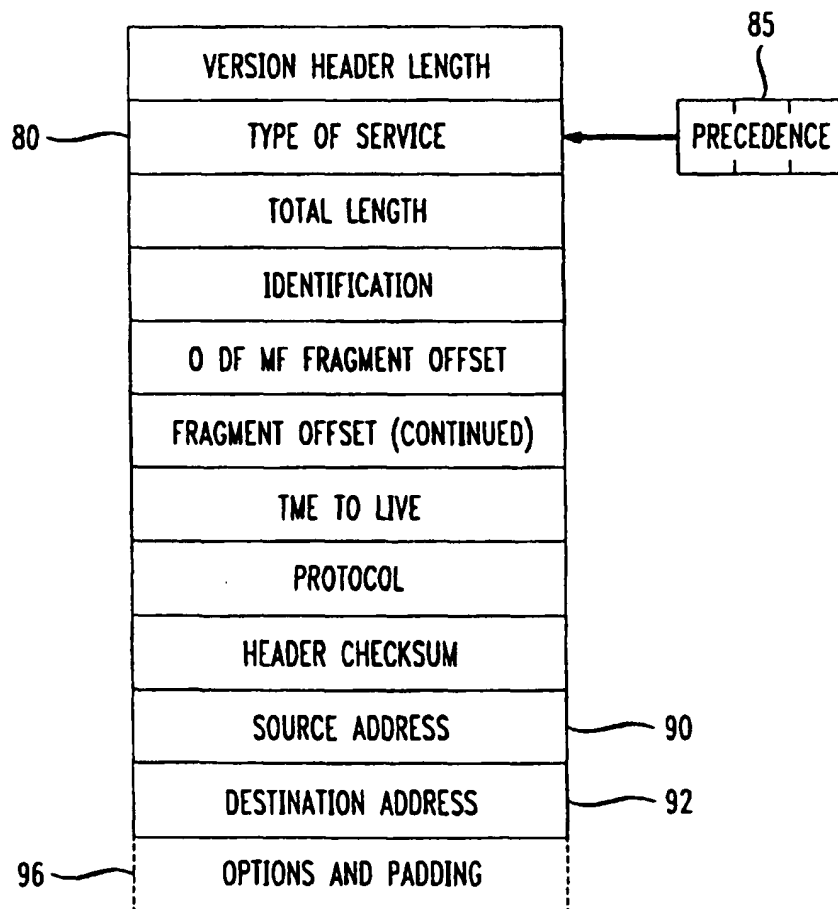 85
VERSION HEADER LENGTH
80
TYPE OF SERVICE
PRECEDENCE
TOTAL LENGTH
IDENTIFICATION
0 DF MF FRAGMENT OFFSET
FRAGMENT OFFSET (CONTINUED)
TME TO LIVE
PROTOCOL
HEADER CHECKSUM
SOURCE ADDRESS
90
DESTINATION ADDRESS
92
96
OPTIONS AND PADDING